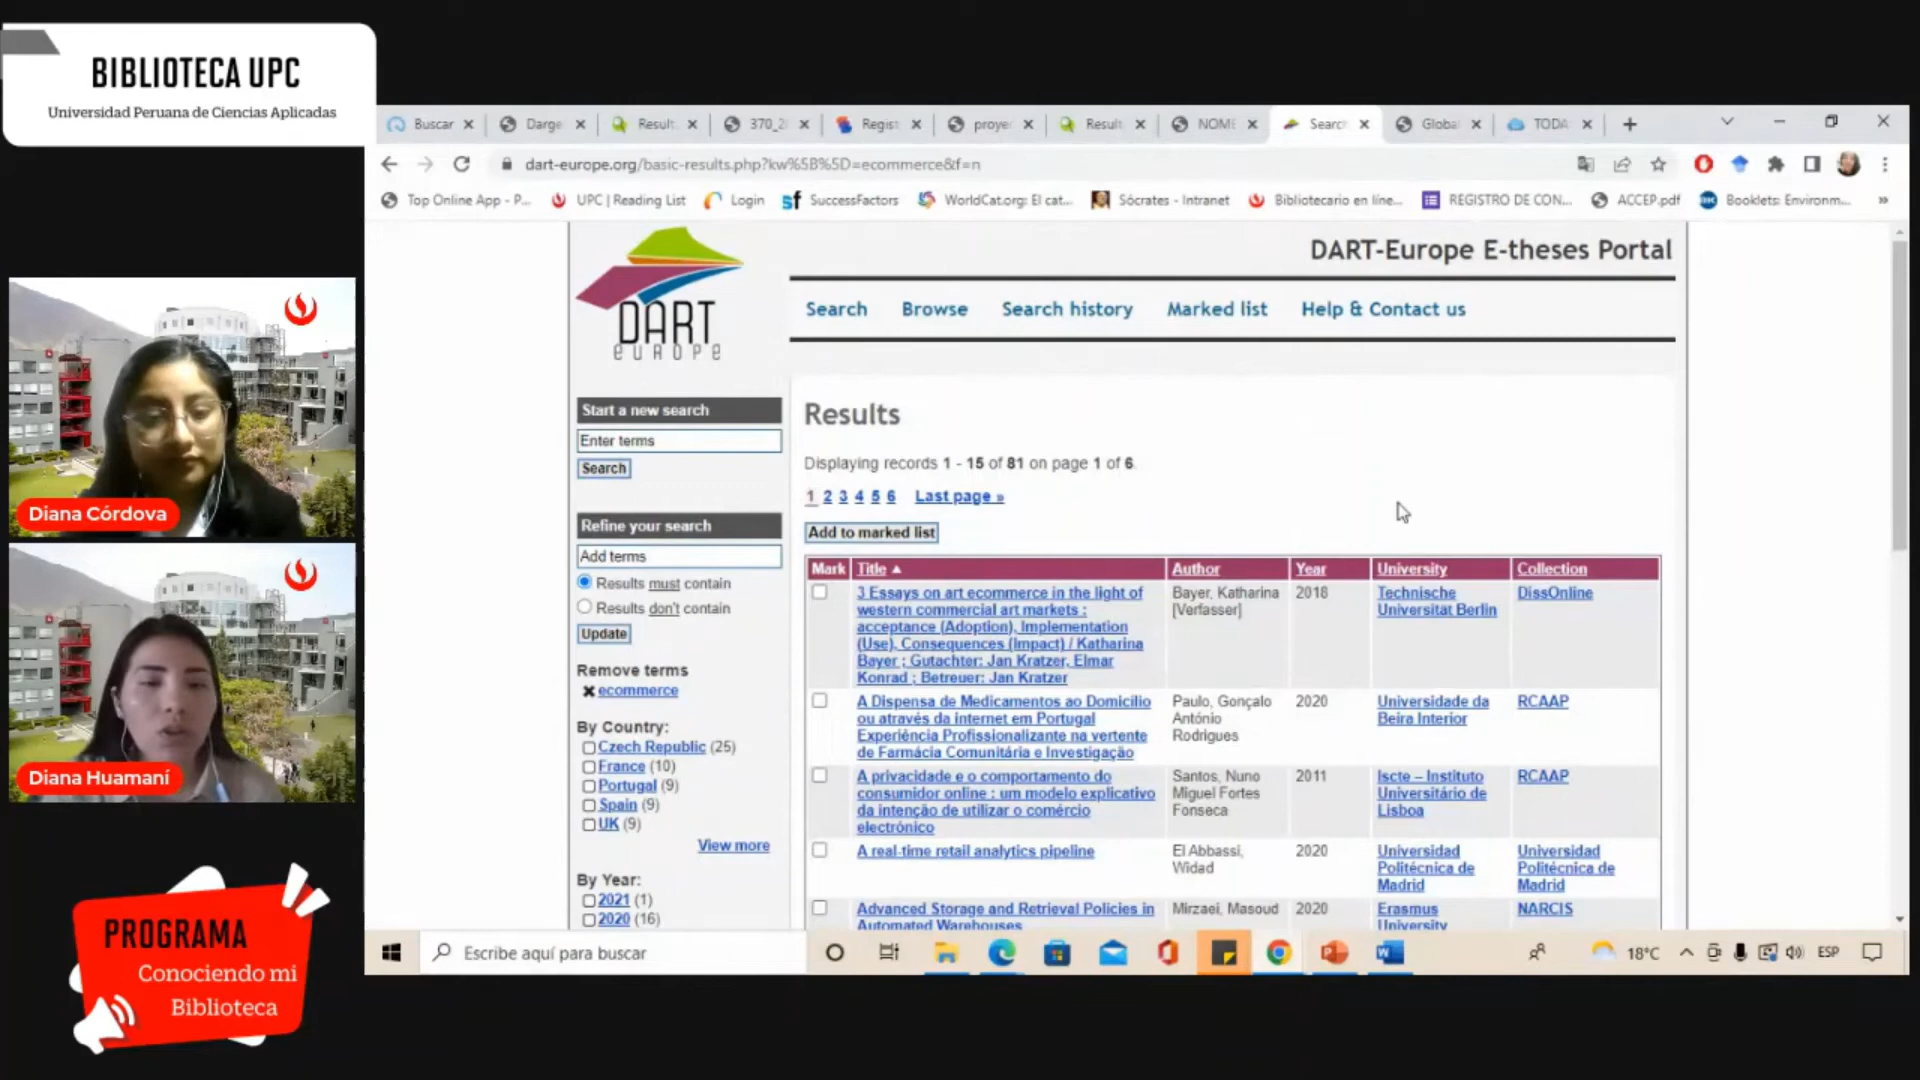 BIBLIOTECA UPC
Universidad Peruana de Ciencias Aplicadas
Buscar
Darge
Result
370_2
Regist
proye
Result
NOME
Search
Global
TODA
dart-europe.org/basic-results.php?kw%5B%5D=ecommerce&f=n
Top Online App - P...
UPC | Reading List
Login
SuccessFactors
WorldCat.org: El cat...
Sócrates - Intranet
Bibliotecario en líne...
REGISTRO DE CON...
ACCEP.pdf
Booklets: Environm...
»
DART
EUROPE
DART-Europe E-theses Portal
Search
Browse
Search history
Marked list
Help & Contact us
Start a new search
Enter terms
Search
Refine your search
Add terms
Results must contain
Results don't contain
Update
Remove terms
ecommerce
By Country:
Czech Republic (25)
France (10)
Portugal (9)
Spain (9)
UK (9)
View more
By Year:
2021 (1)
2020 (16)
Results
Displaying records 1 - 15 of 81 on page 1 of 6.
1 2 3 4 5 6 Last page »
Add to marked list
Mark Title Author Year University Collection
3 Essays on art ecommerce in the light of
western commercial art markets :
acceptance (Adoption), Implementation
(Use), Consequences (Impact) / Katharina
Bayer ; Gutachter: Jan Kratzer, Elmar
Konrad ; Betreuer: Jan Kratzer
Bayer, Katharina
[Verfasser]
2018
Technische
Universität Berlin
DissOnline
A Dispensa de Medicamentos ao Domicílio
ou através da internet em Portugal
Experiência Profissionalizante na vertente
de Farmácia Comunitária e Investigação
Paulo, Gonçalo
António
Rodrigues
2020
Universidade da
Beira Interior
RCAAP
A privacidade e o comportamento do
consumidor online : um modelo explicativo
da intenção de utilizar o comércio
electrónico
Santos, Nuno
Miguel Fortes
Fonseca
2011
Iscte – Instituto
Universitário de
Lisboa
RCAAP
A real-time retail analytics pipeline
El Abbassi,
Widad
2020
Universidad
Politécnica de
Madrid
Universidad
Politécnica de
Madrid
Advanced Storage and Retrieval Policies in
Automated Warehouses
Mirzaei, Masoud
2020
Erasmus
University
NARCIS
Diana Córdova
Diana Huamaní
PROGRAMA
Conociendo mi
Biblioteca
Escribe aquí para buscar
18°C
ESP